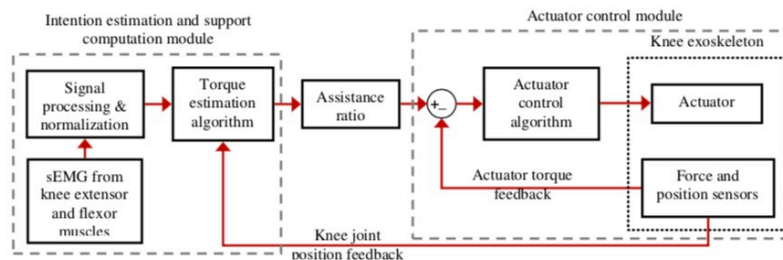 Intention estimation and support
computation module
Actuator control module
Knee exoskeleton
Signal
processing &
normalization
Torque
estimation
algorithm
Assistance
ratio
+
-
Actuator
control
algorithm
Actuator
sEMG from
knee extensor
and flexor
muscles
Actuator torque
feedback
Force and
position sensors
Knee joint
position feedback